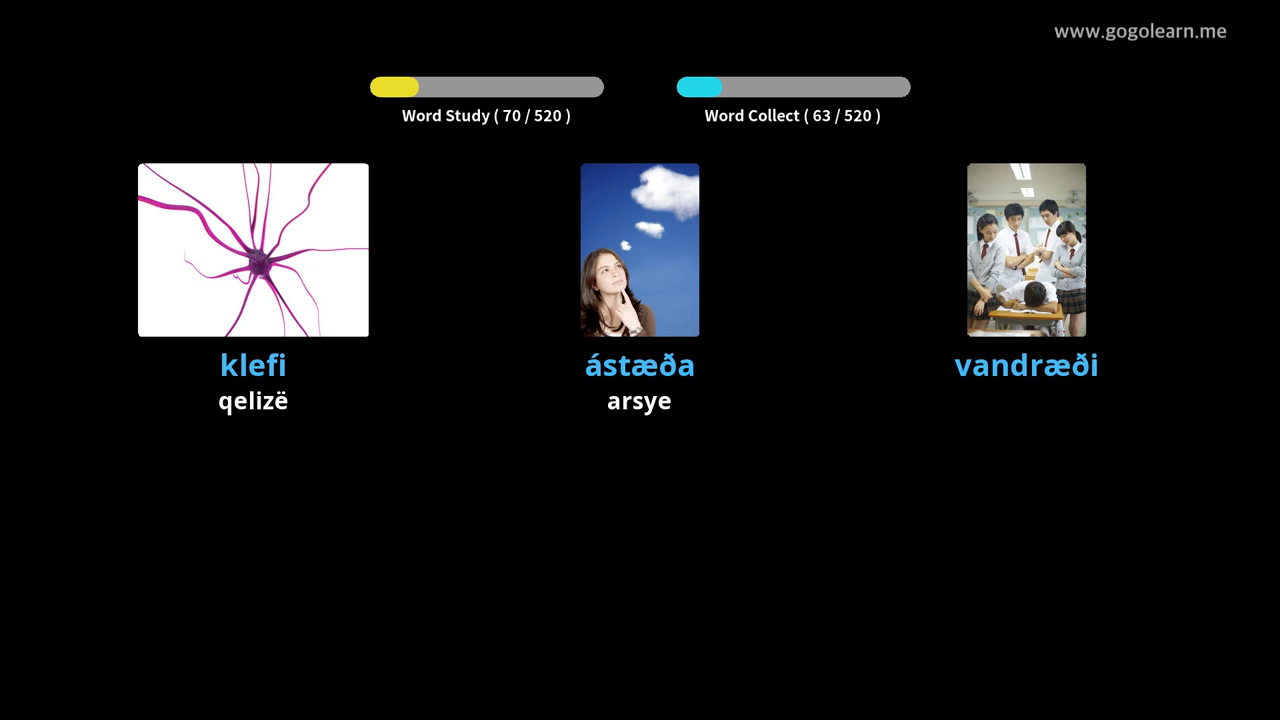 www.gogolearn.me
Word Study ( 70 / 520 )
Word Collect ( 63 / 520 )
klefi
qelizë
ástæða
arsye
vandræði